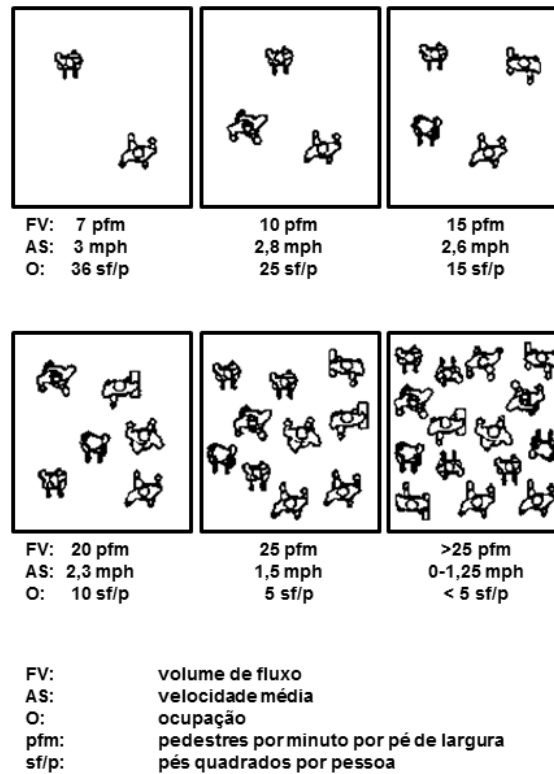 FV: 7 pfm 10 pfm 15 pfm
AS: 3 mph 2,8 mph 2,6 mph
O: 36 sf/p 25 sf/p 15 sf/p
FV: 20 pfm 25 pfm >25 pfm
AS: 2,3 mph 1,5 mph 0-1,25 mph
O: 10 sf/p 5 sf/p < 5 sf/p
FV: volume de fluxo
AS: velocidade média
O: ocupação
pfm: pedestres por minuto por pé de largura
sf/p: pés quadrados por pessoa